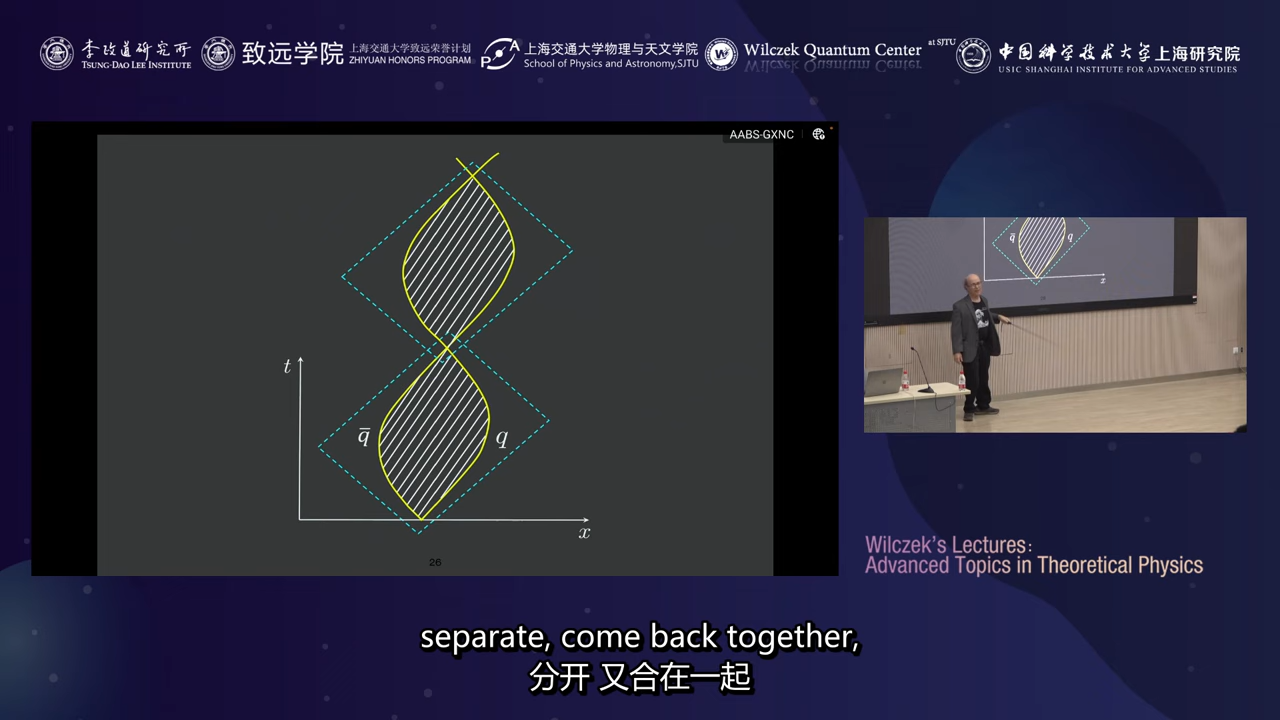 李政道研究所
TSUNG-DAO LEE INSTITUTE
致远学院
上海交通大学致远荣誉计划
ZHIYUAN HONORS PROGRAM
上海交通大学物理与天文学院
School of Physics and Astronomy,SJTU
Wilczek Quantum Center
at SJTU
中国科学技术大学上海研究院
USIC SHANGHAI INSTITUTE FOR ADVANCED STUDIES
AABS-GXNC
t
q̄
q
x
26
q̄
q
x
Wilczek's Lectures:
Advanced Topics in Theoretical Physics
separate, come back together,
分开 又合在一起